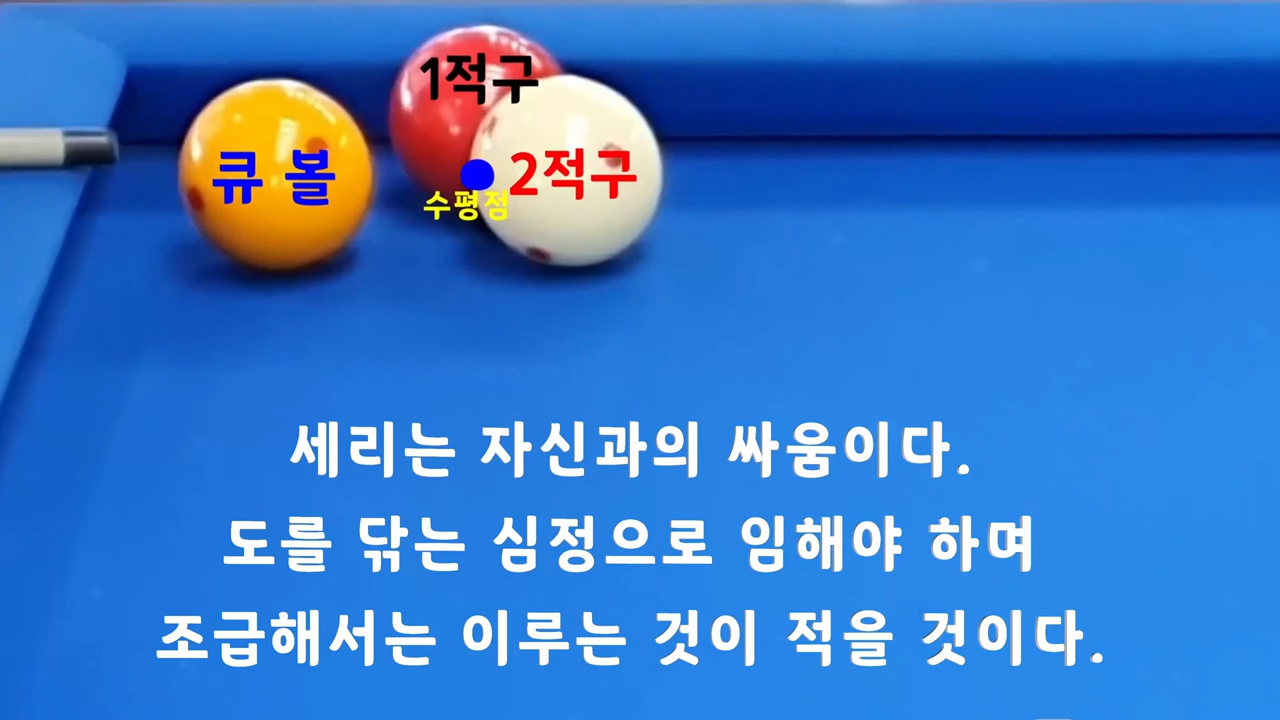 1적구
큐 볼
2적구
수평점
세리는 자신과의 싸움이다.
도를 닦는 심정으로 임해야 하며
조급해서는 이루는 것이 적을 것이다.